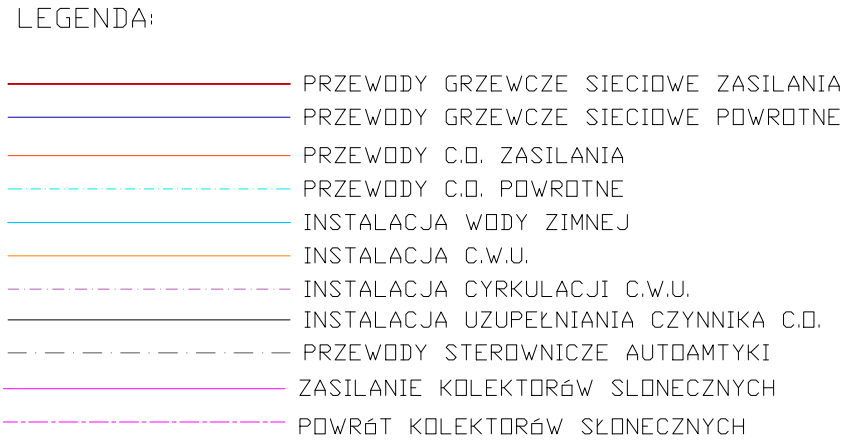 LEGENDA:
PRZEWODY GRZEWCZE SIECIOWE ZASILANIA
PRZEWODY GRZEWCZE SIECIOWE POWROTNE
PRZEWODY C.O. ZASILANIA
PRZEWODY C.O. POWROTNE
INSTALACJA WODY ZIMNEJ
INSTALACJA C.W.U.
INSTALACJA CYRKULACJI C.W.U.
INSTALACJA UZUPEŁNIANIA CZYNNIKA C.O.
PRZEWODY STEROWNICZE AUTOAMTYKI
ZASILANIE KOLEKTORóW SLONECZNYCH
POWRóT KOLEKTORóW SŁONECZNYCH